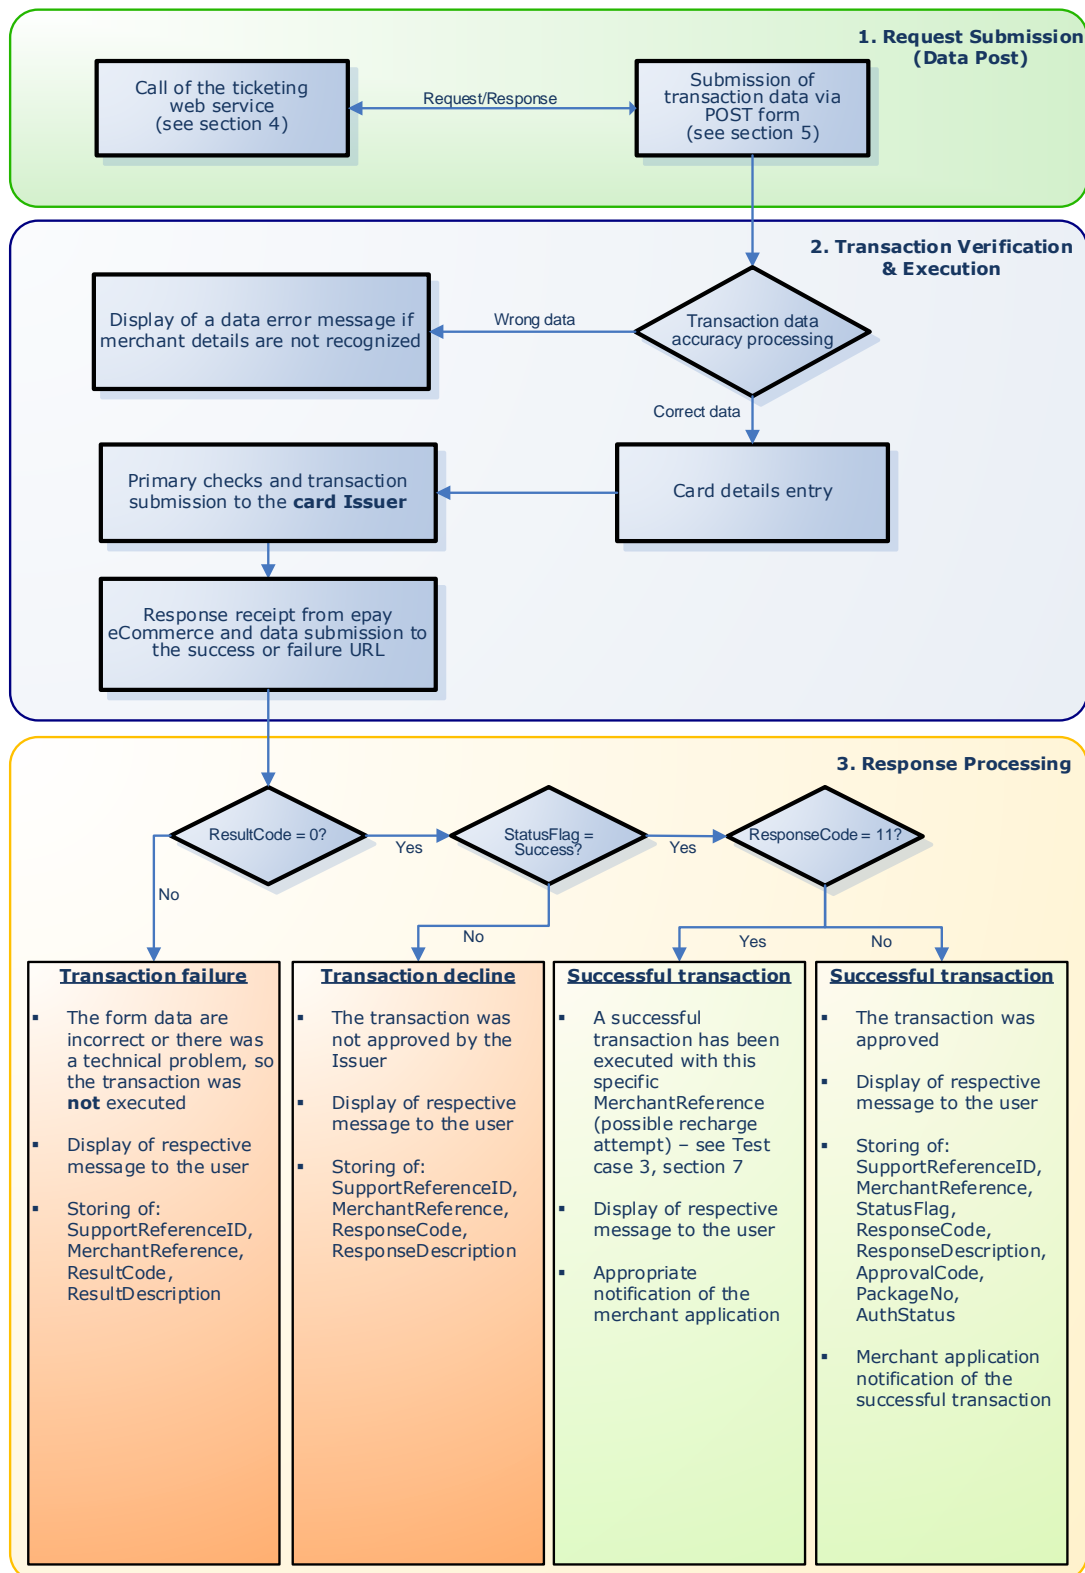 1. Request Submission
(Data Post)
Call of the ticketing
web service
(see section 4)
Request/Response
Submission of
transaction data via
POST form
(see section 5)
2. Transaction Verification
& Execution
Display of a data error message if
merchant details are not recognized
Wrong data
Transaction data
accuracy processing
Correct data
Primary checks and transaction
submission to the card Issuer
Card details entry
Response receipt from epay
eCommerce and data submission to
the success or failure URL
3. Response Processing
ResultCode = 0?
Yes
StatusFlag =
Success?
Yes
ResponseCode = 11?
No
No
Yes
No
Transaction failure
▪ The form data are
incorrect or there was
a technical problem, so
the transaction was
not executed
▪ Display of respective
message to the user
▪ Storing of:
SupportReferenceID,
MerchantReference,
ResultCode,
ResultDescription
Transaction decline
▪ The transaction was
not approved by the
Issuer
▪ Display of respective
message to the user
▪ Storing of:
SupportReferenceID,
MerchantReference,
ResponseCode,
ResponseDescription
Successful transaction
▪ A successful
transaction has been
executed with this
specific
MerchantReference
(possible recharge
attempt) – see Test
case 3, section 7
▪ Display of respective
message to the user
▪ Appropriate
notification of the
merchant application
Successful transaction
▪ The transaction was
approved
▪ Display of respective
message to the user
▪ Storing of:
SupportReferenceID,
MerchantReference,
StatusFlag,
ResponseCode,
ResponseDescription,
ApprovalCode,
PackageNo,
AuthStatus
▪ Merchant application
notification of the
successful transaction